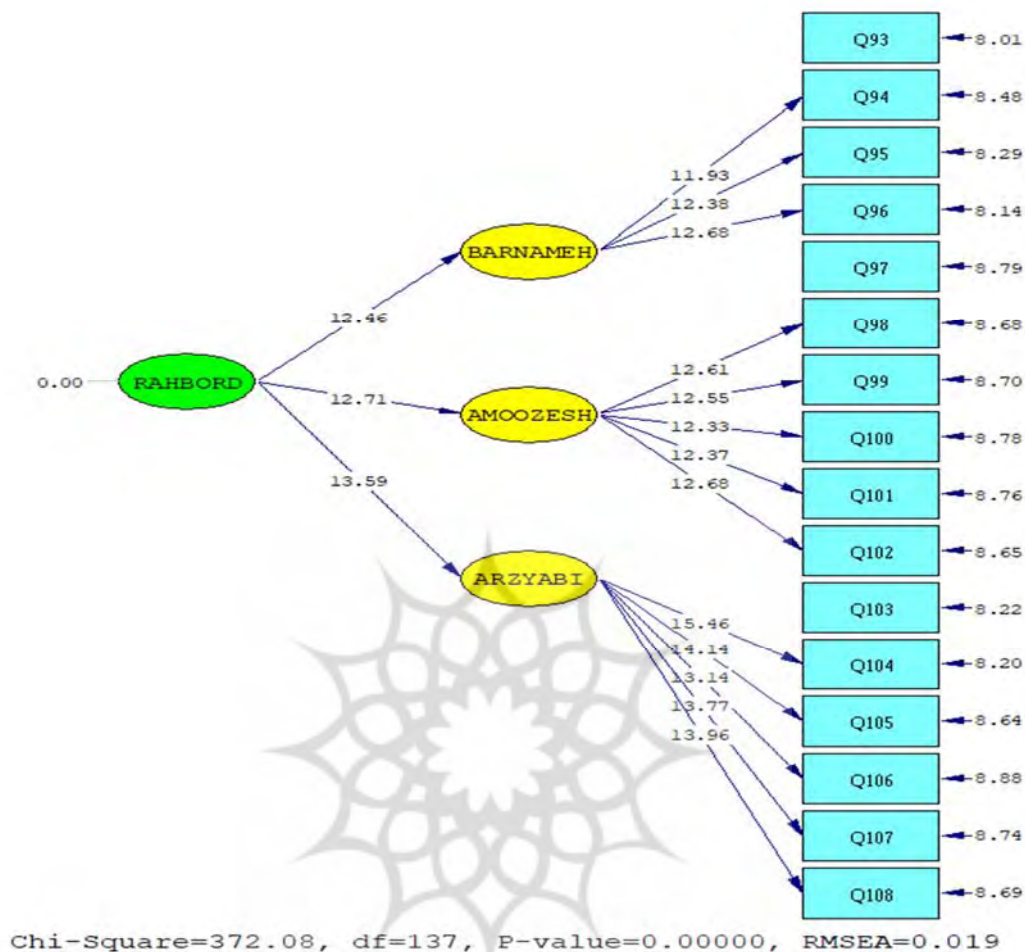 Q93
8.01
Q94
8.48
Q95
8.29
Q96
8.14
Q97
8.79
Q98
8.68
Q99
8.70
Q100
8.78
Q101
8.76
Q102
8.65
Q103
8.22
Q104
8.20
Q105
8.64
Q106
8.88
Q107
8.74
Q108
8.69
11.93
12.38
12.68
BARNAMEH
12.46
0.00
RAHBORD
12.71
AMOOZESH
12.61
12.55
12.33
12.37
12.68
13.59
ARZYABI
15.46
14.14
13.14
13.77
13.96
Chi-Square=372.08, df=137, P-value=0.00000, RMSEA=0.019